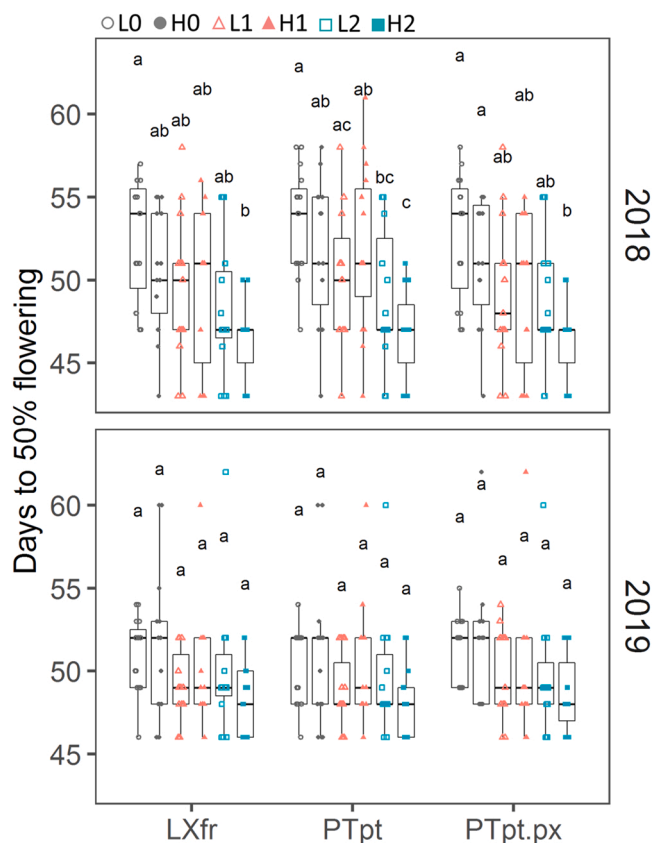 L0 H0 L1 H1 L2 H2
a a a
ab ab ab
ab ab a
ab ac ab
ab bc ab
b c b
60
55
50
45
2018
Days to 50% flowering
a a a
a a a
a a a
a a a
a a a
a a a
60
55
50
45
2019
LXfr PTpt PTpt.px